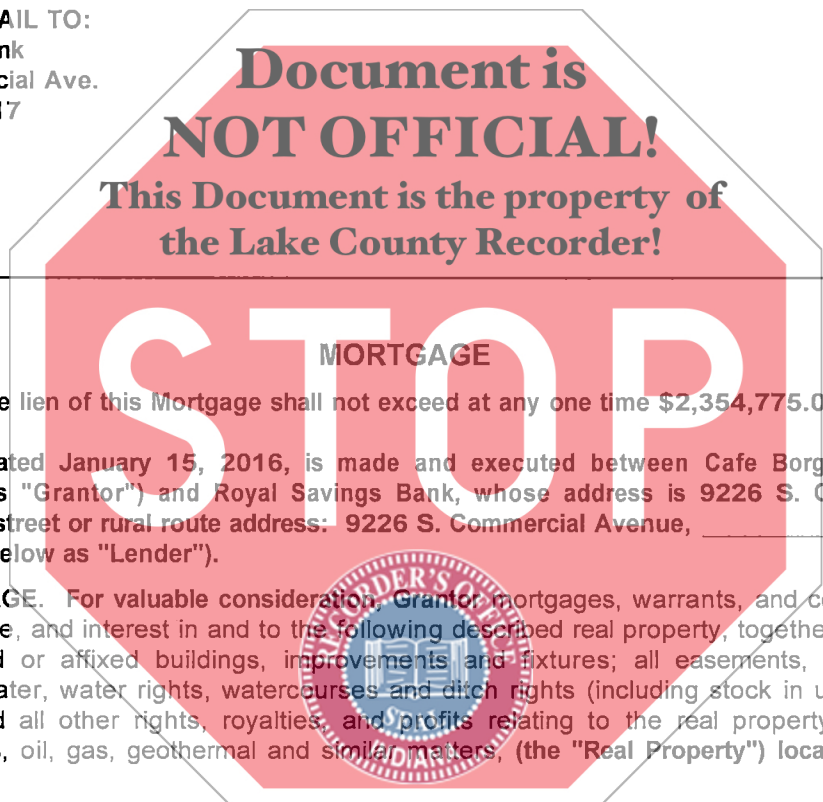 AIL TO:
nk
cial Ave.
17
Document is
NOT OFFICIAL!
This Document is the property of
the Lake County Recorder!
MORTGAGE
e lien of this Mortgage shall not exceed at any one time $2,354,775.0
ated January 15, 2016, is made and executed between Cafe Borg
s "Grantor") and Royal Savings Bank, whose address is 9226 S. C
street or rural route address: 9226 S. Commercial Avenue,
elow as "Lender").
GE. For valuable consideration, Grantor mortgages, warrants, and c
e, and interest in and to the following described real property, togethe
d or affixed buildings, improvements and fixtures; all easements,
ater, water rights, watercourses and ditch rights (including stock in u
d all other rights, royalties, and profits relating to the real property
, oil, gas, geothermal and similar matters, (the "Real Property") loca
STOP
RECORDER'S OFFICE
SEAL
INDIANA